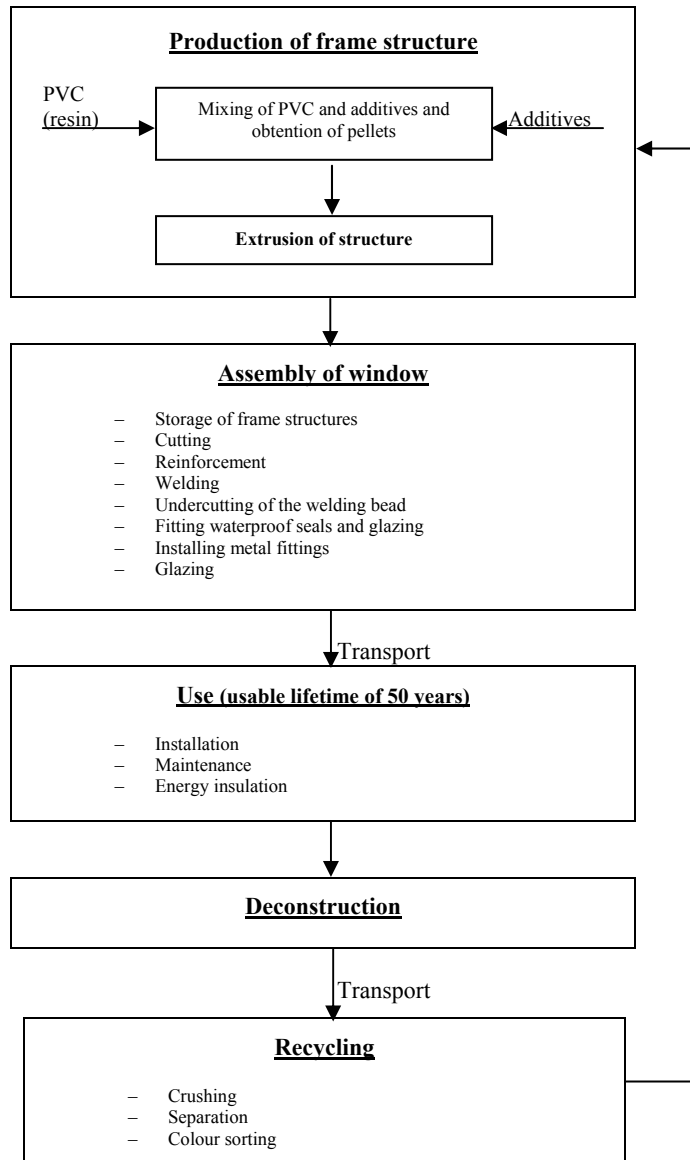 Production of frame structure
PVC
(resin)
Mixing of PVC and additives and
obtention of pellets
Additives
Extrusion of structure
Assembly of window
– Storage of frame structures
– Cutting
– Reinforcement
– Welding
– Undercutting of the welding bead
– Fitting waterproof seals and glazing
– Installing metal fittings
– Glazing
Transport
Use (usable lifetime of 50 years)
– Installation
– Maintenance
– Energy insulation
Deconstruction
Transport
Recycling
– Crushing
– Separation
– Colour sorting